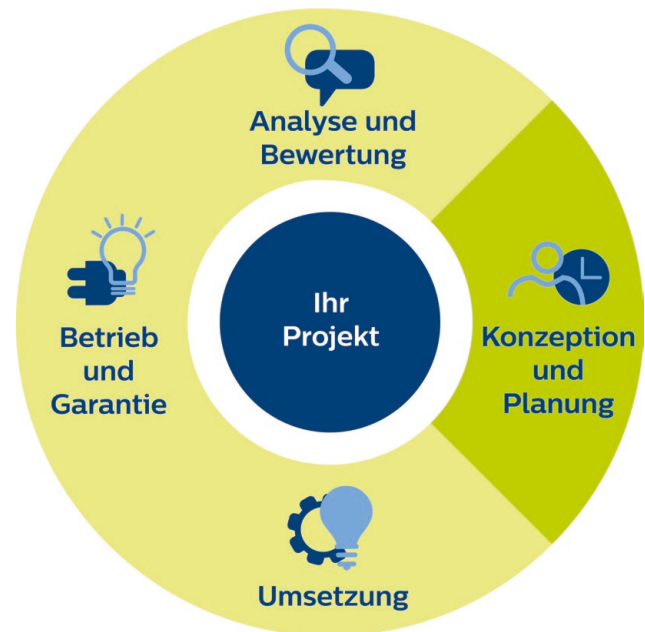 Analyse und
Bewertung
Ihr
Projekt
Konzeption
und
Planung
Betrieb
und
Garantie
Umsetzung